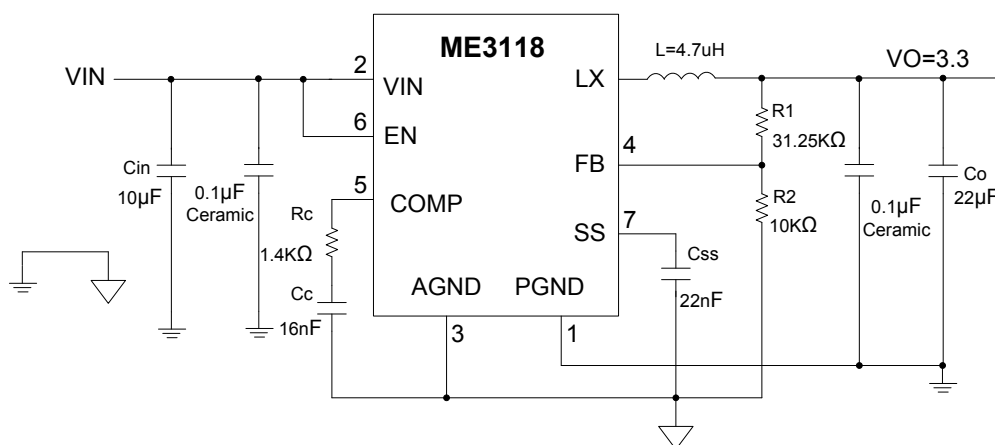 ME3118
L=4.7uH
VIN
2
VIN
LX
VO=3.3
6
EN
R1
31.25KΩ
4
FB
Cin
10µF
0.1µF
Ceramic
5
COMP
Rc
1.4KΩ
R2
10KΩ
0.1µF
Ceramic
Co
22µF
7
SS
Css
22nF
Cc
16nF
AGND
PGND
3
1